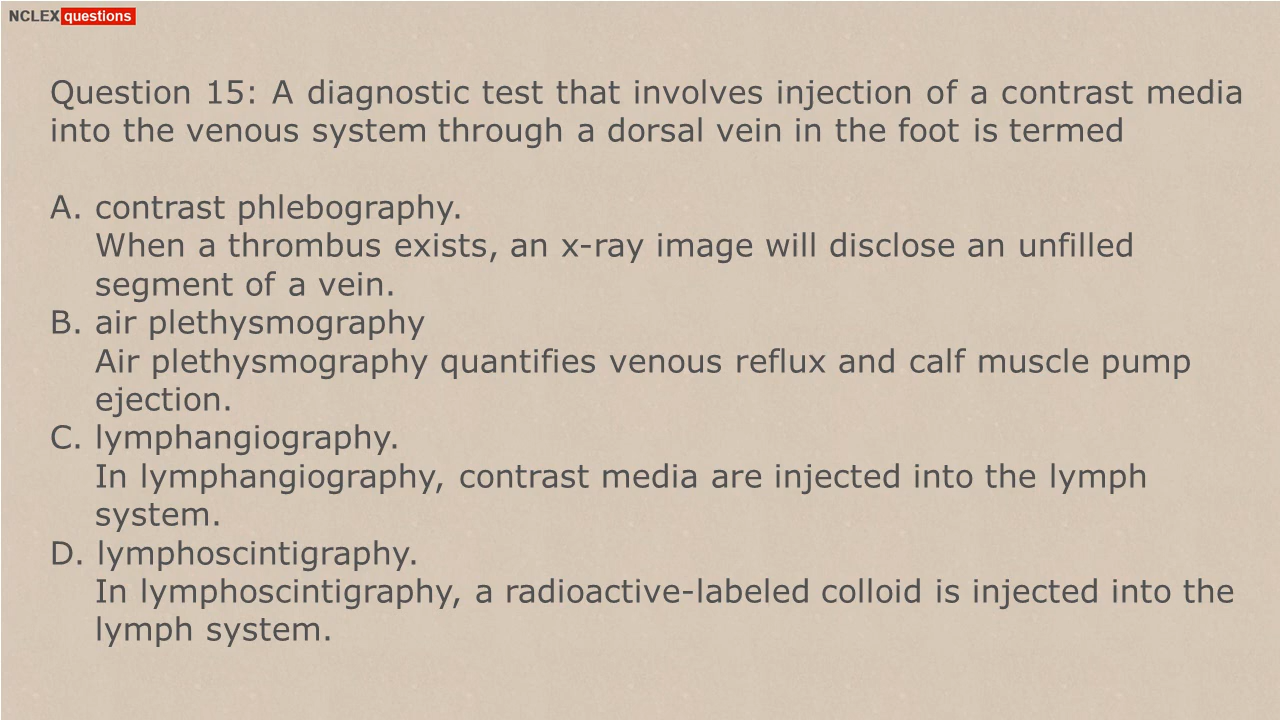 NCLEX questions
Question 15: A diagnostic test that involves injection of a contrast media
into the venous system through a dorsal vein in the foot is termed
A. contrast phlebography.
When a thrombus exists, an x-ray image will disclose an unfilled
segment of a vein.
B. air plethysmography
Air plethysmography quantifies venous reflux and calf muscle pump
ejection.
C. lymphangiography.
In lymphangiography, contrast media are injected into the lymph
system.
D. lymphoscintigraphy.
In lymphoscintigraphy, a radioactive-labeled colloid is injected into the
lymph system.